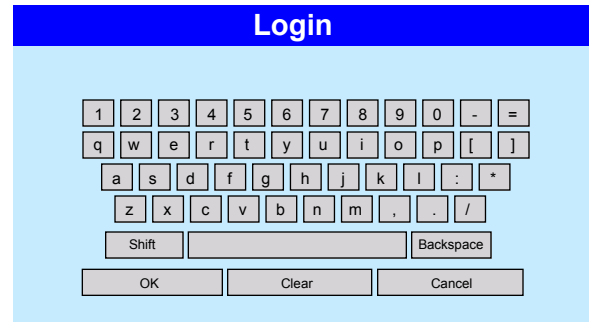 Login
1 2 3 4 5 6 7 8 9 0 - =
q w e r t y u i o p [ ]
a s d f g h j k l : *
z x c v b n m , . /
Shift Backspace
OK Clear Cancel